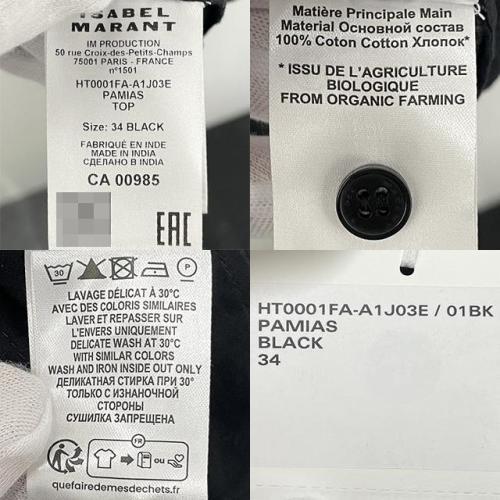 ISABEL
MARANT
IM PRODUCTION
50 rue Croix-des-Petits-Champs
75001 PARIS - FRANCE
n°1501
HT0001FA-A1J03E
PAMIAS
TOP
Size: 34 BLACK
FABRIQUÉ EN INDE
MADE IN INDIA
СДЕЛАНО В INDIA
CA 00985
EAC
Matière Principale Main
Material Основной состав
100% Coton Cotton Хлопок*
* ISSU DE L'AGRICULTURE
BIOLOGIQUE
FROM ORGANIC FARMING
30
P
LAVAGE DÉLICAT À 30°C
AVEC DES COLORIS SIMILAIRES
LAVER ET REPASSER SUR
L'ENVERS UNIQUEMENT
DELICATE WASH AT 30°C
WITH SIMILAR COLORS
WASH AND IRON INSIDE OUT ONLY
ДЕЛИКАТНАЯ СТИРКА ПРИ 30°
ТОЛЬКО С ИЗНАНОЧНОЙ
СТОРОНЫ
СУШИЛКА ЗАПРЕЩЕНА
FR
OU
quefairedemesdechets.fr
HT0001FA-A1J03E / 01BK
PAMIAS
BLACK
34